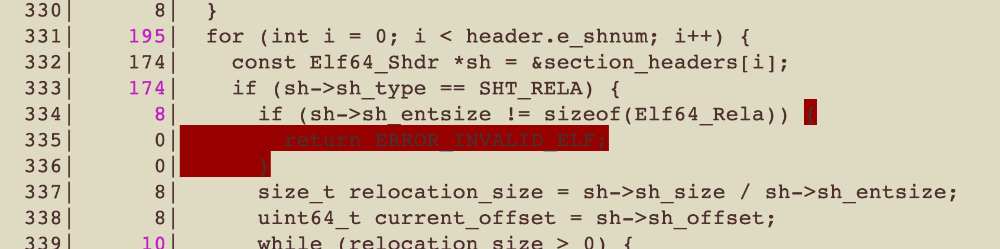 330|       8|  }
331|     195|  for (int i = 0; i < header.e_shnum; i++) {
332|     174|    const Elf64_Shdr *sh = &section_headers[i];
333|     174|    if (sh->sh_type == SHT_RELA) {
334|       8|      if (sh->sh_entsize != sizeof(Elf64_Rela)) {
335|       0|        return ERROR_INVALID_ELF;
336|       0|      }
337|       8|      size_t relocation_size = sh->sh_size / sh->sh_entsize;
338|       8|      uint64_t current_offset = sh->sh_offset;
339|      10|      while (relocation_size > 0) {